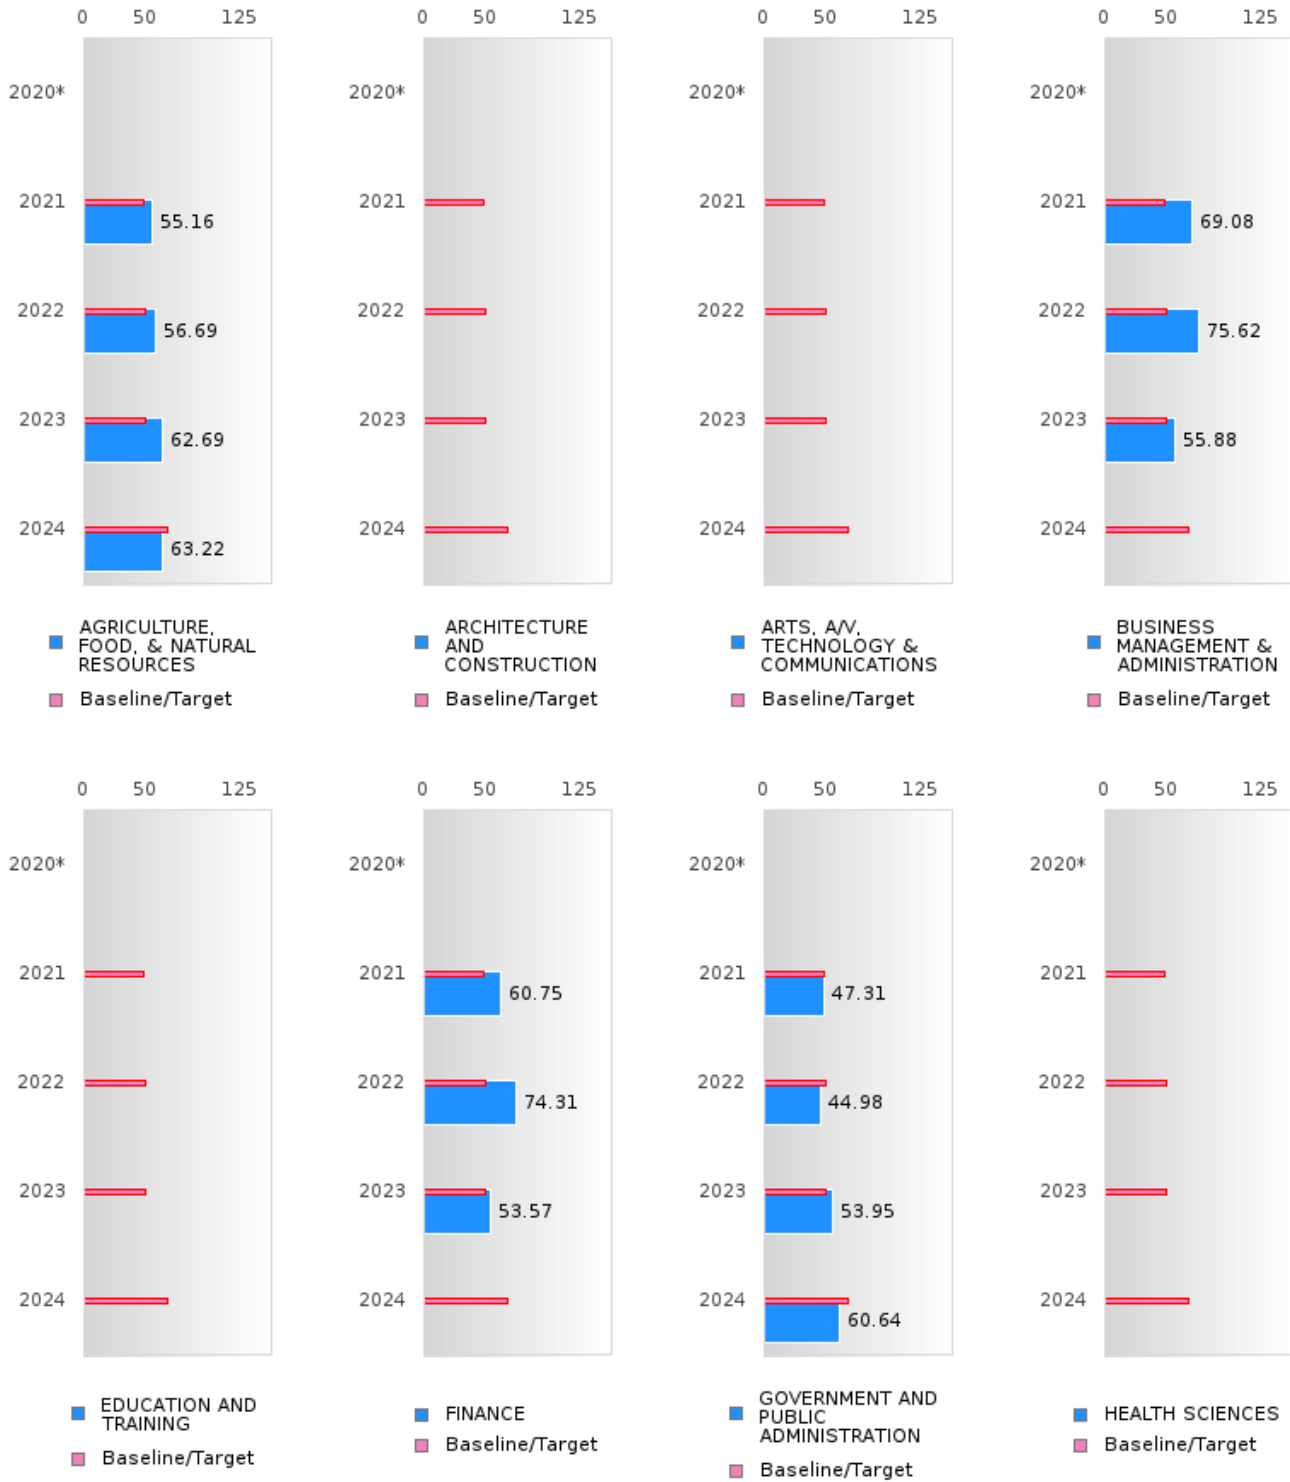 0 50 125
0 50 125
0 50 125
0 50 125
2020*
2020*
2020*
2020*
2021
55.16
2021
2021
2021
69.08
2022
56.69
2022
2022
2022
75.62
2023
62.69
2023
2023
2023
55.88
2024
63.22
2024
2024
2024
AGRICULTURE,
FOOD, & NATURAL
RESOURCES
Baseline/Target
ARCHITECTURE
AND
CONSTRUCTION
Baseline/Target
ARTS, A/V,
TECHNOLOGY &
COMMUNICATIONS
Baseline/Target
BUSINESS
MANAGEMENT &
ADMINISTRATION
Baseline/Target
0 50 125
0 50 125
0 50 125
0 50 125
2020*
2020*
2020*
2020*
2021
2021
60.75
2021
47.31
2021
2022
2022
74.31
2022
44.98
2022
2023
2023
53.57
2023
53.95
2023
2024
2024
2024
60.64
2024
EDUCATION AND
TRAINING
Baseline/Target
FINANCE
Baseline/Target
GOVERNMENT AND
PUBLIC
ADMINISTRATION
Baseline/Target
HEALTH SCIENCES
Baseline/Target